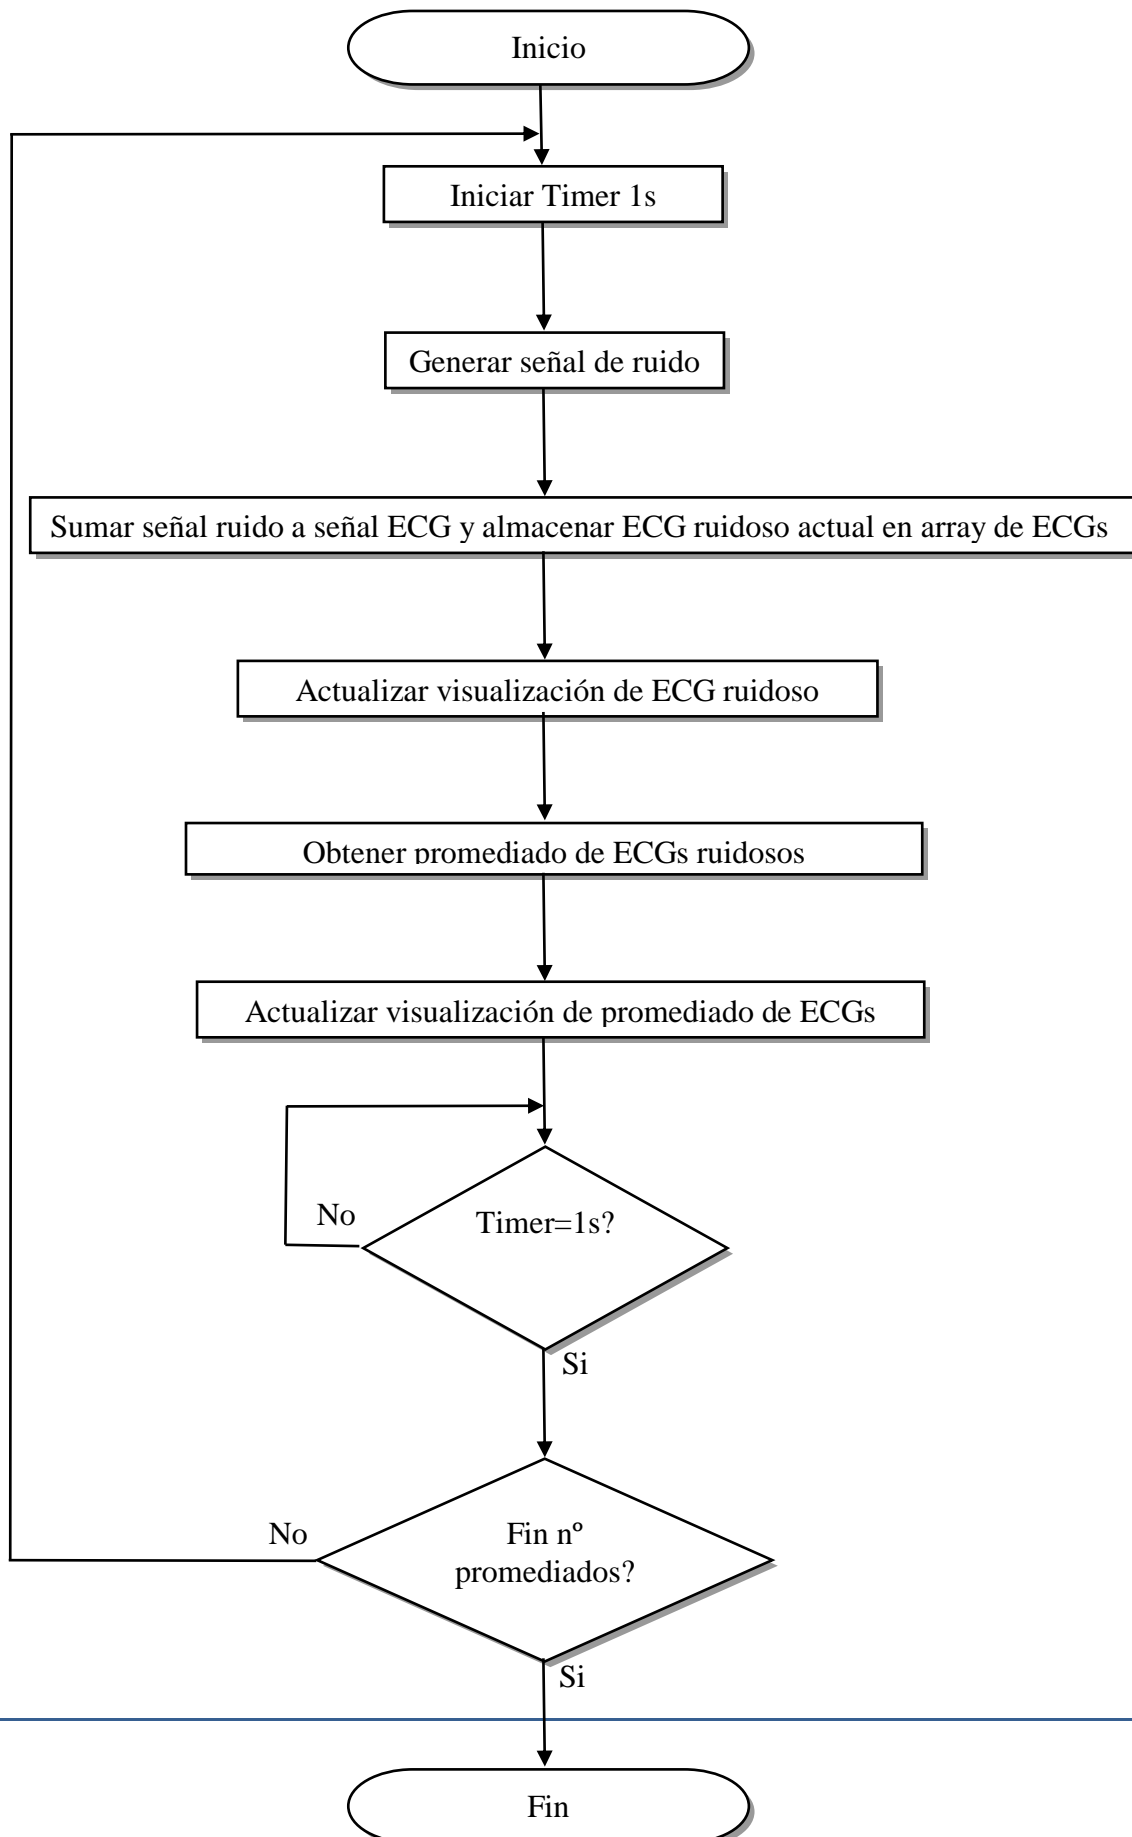 Inicio
Iniciar Timer 1s
Generar señal de ruido
Sumar señal ruido a señal ECG y almacenar ECG ruidoso actual en array de ECGs
Actualizar visualización de ECG ruidoso
Obtener promediado de ECGs ruidosos
Actualizar visualización de promediado de ECGs
No
Timer=1s?
Si
No
Fin nº
promediados?
Si
Fin